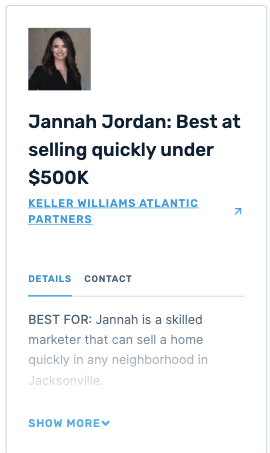 Jannah Jordan: Best at
selling quickly under
$500K
KELLER WILLIAMS ATLANTIC
PARTNERS
DETAILS CONTACT
BEST FOR: Jannah is a skilled
marketer that can sell a home
quickly in any neighborhood in
Jacksonville.
SHOW MORE